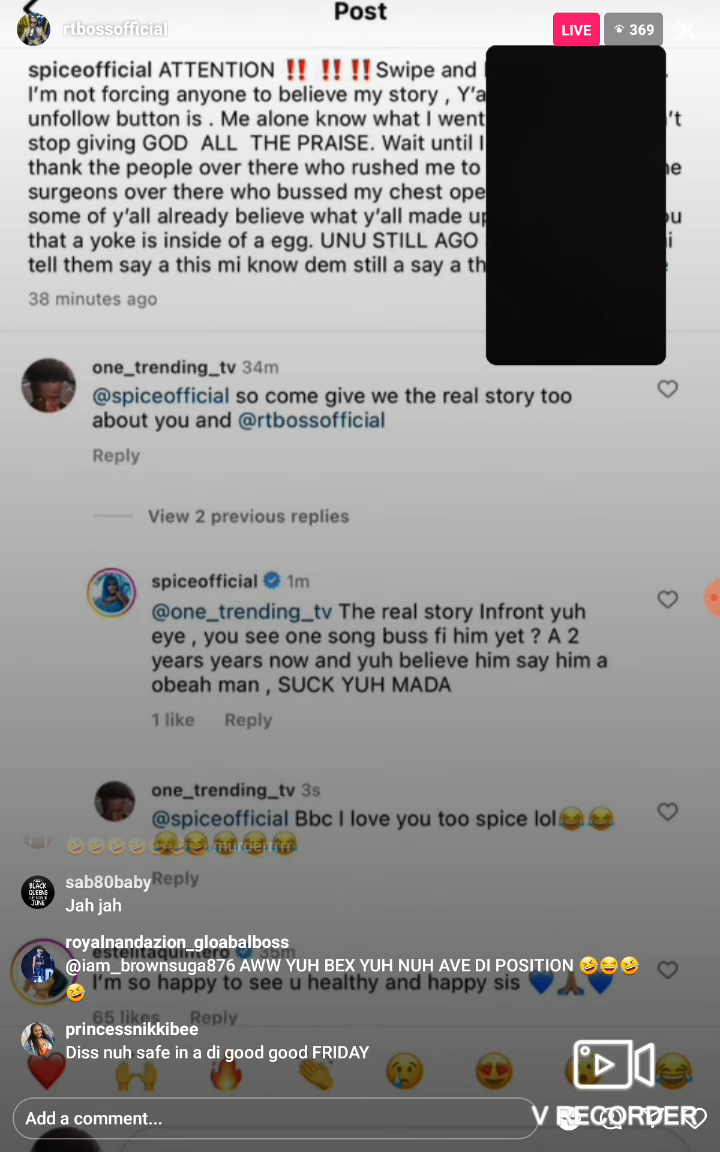 Post
rtbossofficial
LIVE
369
spiceofficial ATTENTION ‼️ ‼️ ‼️ Swipe and
I'm not forcing anyone to believe my story , Y'a
unfollow button is . Me alone know what I went 't
stop giving GOD ALL THE PRAISE. Wait until I
thank the people over there who rushed me to
surgeons over there who bussed my chest ope
some of y'all already believe what y'all made up
that a yoke is inside of a egg. UNU STILL AGO
tell them say a this mi know dem still a say a th
38 minutes ago
one_trending_tv 34m
@spiceofficial so come give we the real story too
about you and @rtbossofficial
Reply
View 2 previous replies
spiceofficial 1m
@one_trending_tv The real story Infront yuh
eye , you see one song buss fi him yet ? A 2
years years now and yuh believe him say him a
obeah man , SUCK YUH MADA
1 like Reply
one_trending_tv 3s
@spiceofficial Bbc I love you too spice lol😂😂
🤣🤣🤣🤣😂😂😂😂😂 murderrrrr
Reply
BLACK QUEENS
JUNE
sab80baby
Jah jah
royalnandazion_gloabalboss
estelitaquintero 35m
@iam_brownsuga876 AWW YUH BEX YUH NUH AVE DI POSITION 🤣😂🤣
🤣
I'm so happy to see u healthy and happy sis 💙🙏🏾💙
65 likes Reply
princessnikkibee
Diss nuh safe in a di good good FRIDAY
❤️🙌🔥👏😢😍😮😂
Add a comment...
V RECORDER